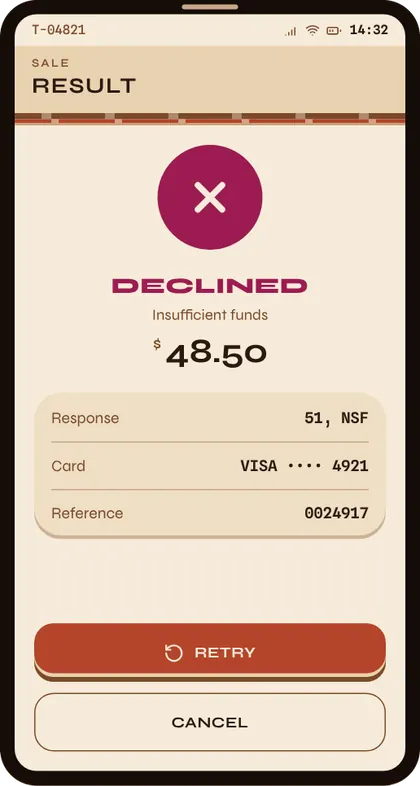 T-04821 14:32
SALE
RESULT
DECLINED
Insufficient funds
$48.50
Response 51, NSF
Card VISA •••• 4921
Reference 0024917
RETRY
CANCEL